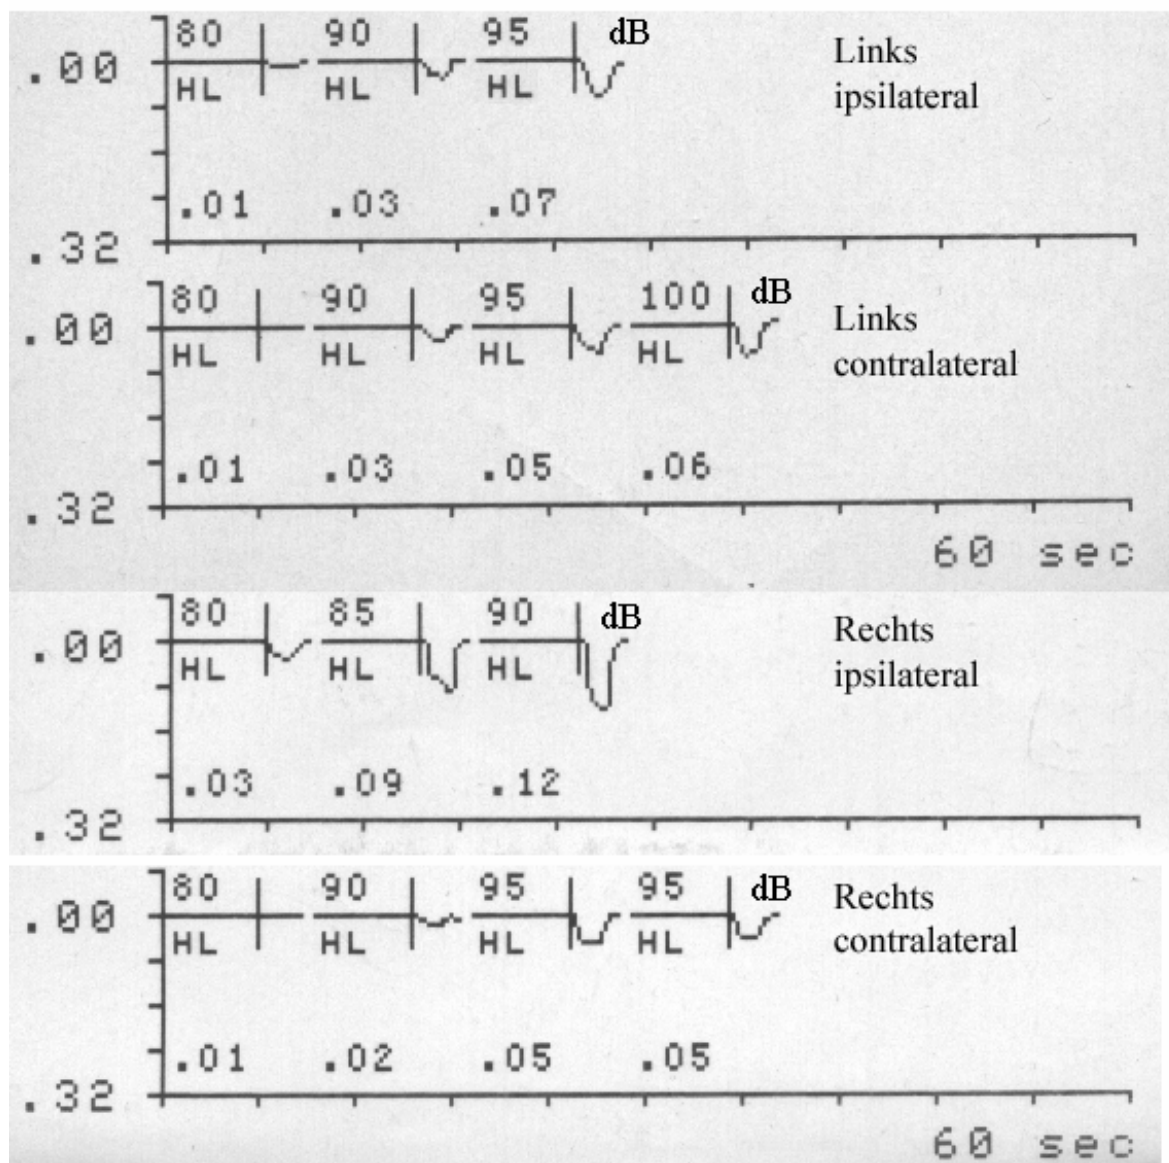 80 90 95 dB
.00
HL HL HL
Links
ipsilateral
.01 .03 .07
.32
80 90 95 100 dB
.00
HL HL HL HL
Links
contralateral
.01 .03 .05 .06
.32
60 sec
80 85 90 dB
.00
HL HL HL
Rechts
ipsilateral
.03 .09 .12
.32
80 90 95 95 dB
.00
HL HL HL HL
Rechts
contralateral
.01 .02 .05 .05
.32
60 sec